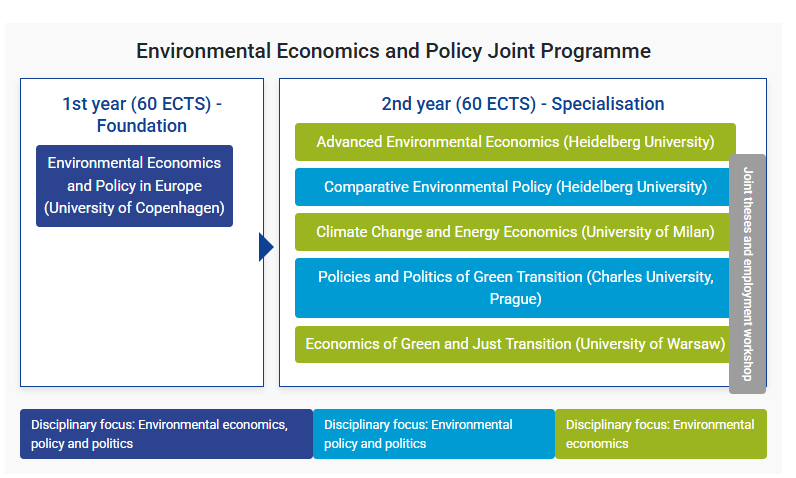 Environmental Economics and Policy Joint Programme
1st year (60 ECTS) -
Foundation
Environmental Economics
and Policy in Europe
(University of Copenhagen)
2nd year (60 ECTS) - Specialisation
Advanced Environmental Economics (Heidelberg University)
Comparative Environmental Policy (Heidelberg University)
Climate Change and Energy Economics (University of Milan)
Policies and Politics of Green Transition (Charles University,
Prague)
Economics of Green and Just Transition (University of Warsaw)
Joint theses and employment workshop
Disciplinary focus: Environmental economics,
policy and politics
Disciplinary focus: Environmental
policy and politics
Disciplinary focus: Environmental
economics